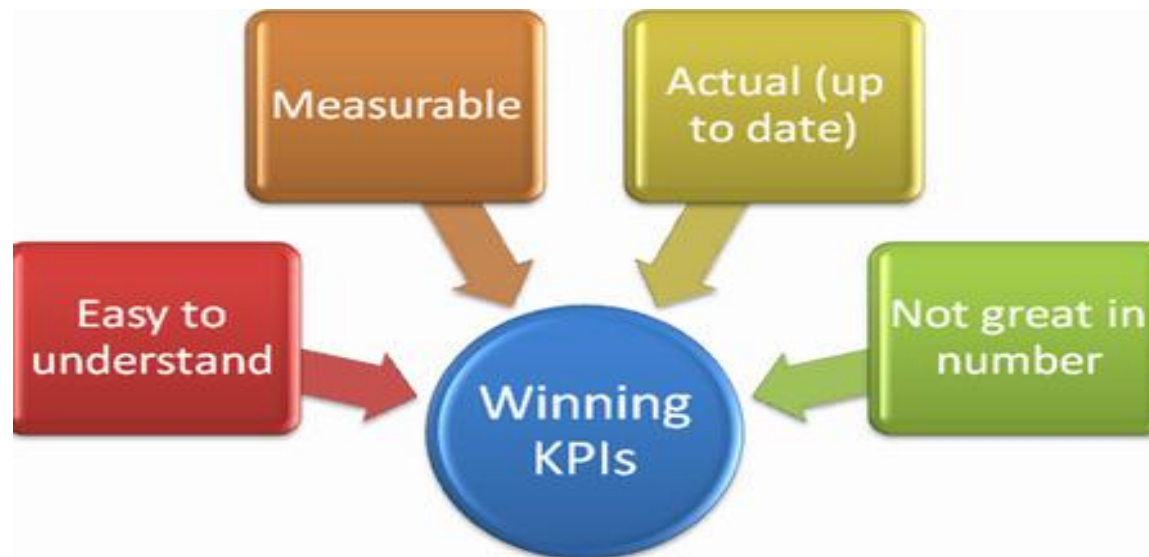 Measurable
Actual (up
to date)
Easy to
understand
Not great in
number
Winning
KPIs